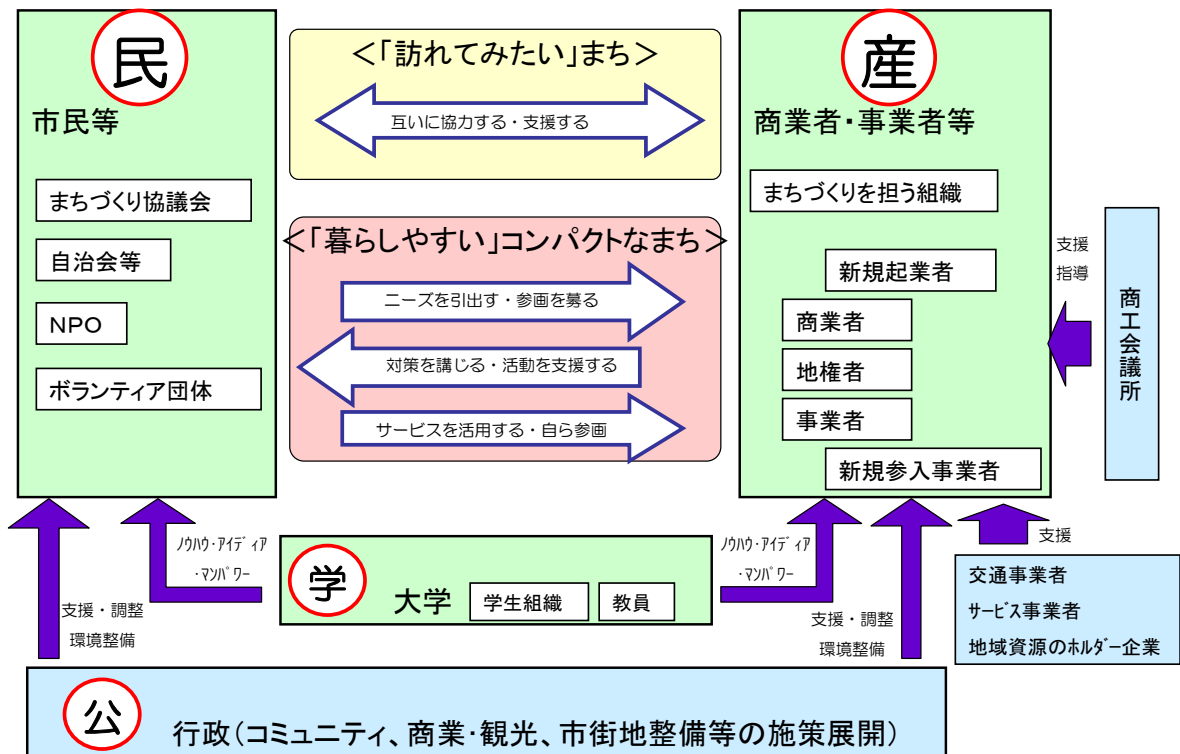 民
市民等
まちづくり協議会
自治会等
NPO
ボランティア団体
<「訪れてみたい」まち>
互いに協力する・支援する
<「暮らしやすい」コンパクトなまち>
ニーズを引出す・参画を募る
対策を講じる・活動を支援する
サービスを活用する・自ら参画
産
商業者・事業者等
まちづくりを担う組織
新規起業者
商業者
地権者
事業者
新規参入事業者
支援
指導
商工会議所
ノウハウ・アイディア
・マンパワー
支援・調整
環境整備
学
大学
学生組織
教員
ノウハウ・アイディア
・マンパワー
支援・調整
環境整備
支援
交通事業者
サービス事業者
地域資源のホルダー企業
公
行政(コミュニティ、商業・観光、市街地整備等の施策展開)